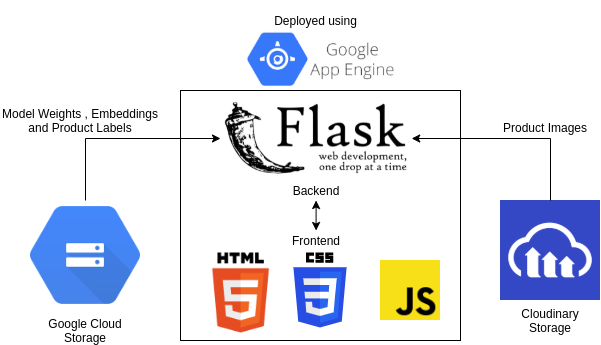 Deployed using
Google
App Engine
Model Weights , Embeddings
and Product Labels
Flask
web development,
one drop at a time
Product Images
Backend
Frontend
HTML
5
CSS
3
JS
Google Cloud
Storage
Cloudinary
Storage